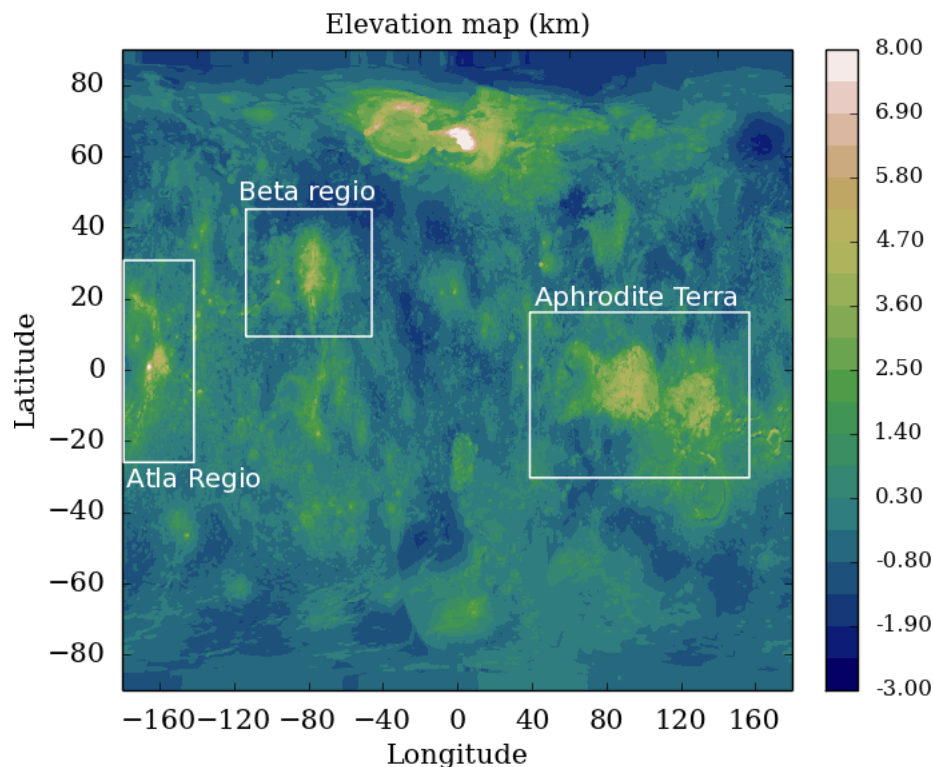 Elevation map (km)
80
60
40
20
0
−20
−40
−60
−80
Latitude
Beta regio
Aphrodite Terra
Atla Regio
−160 −120 −80 −40 0 40 80 120 160
Longitude
8.00
6.90
5.80
4.70
3.60
2.50
1.40
0.30
-0.80
-1.90
-3.00